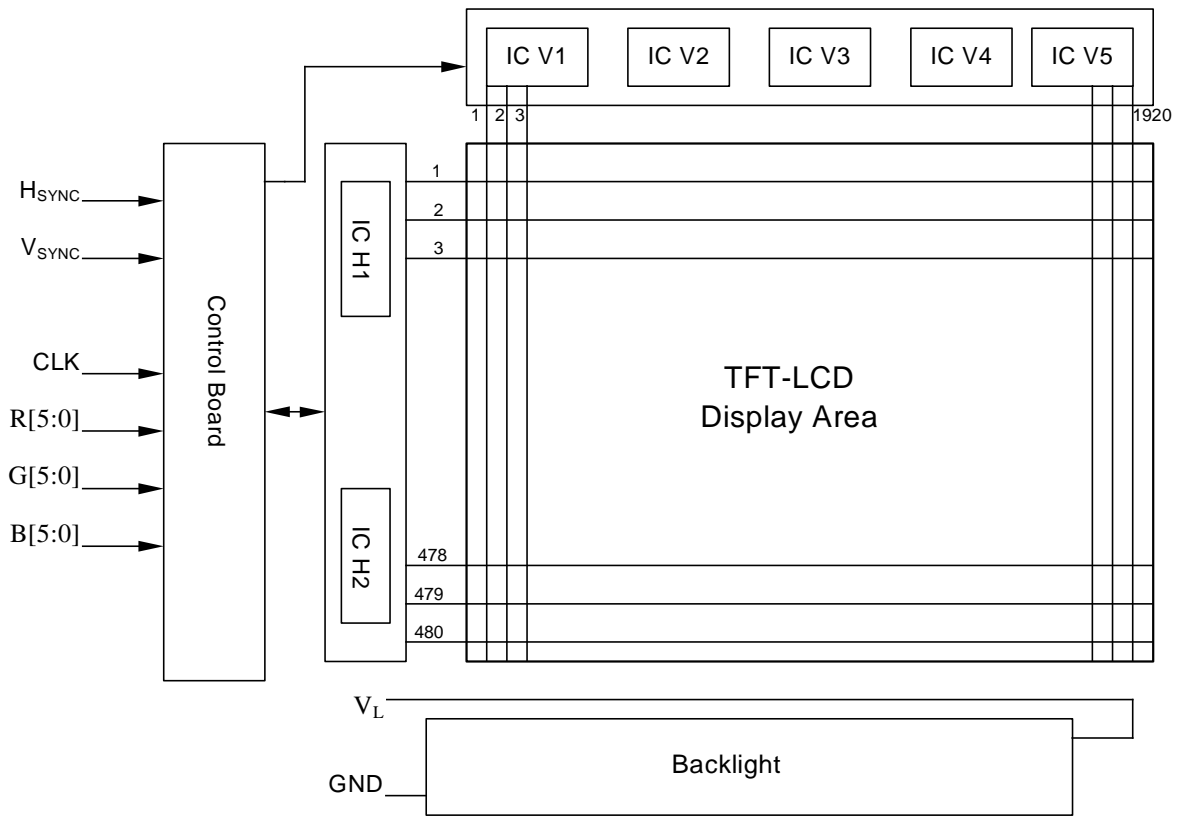 IC V1 IC V2 IC V3 IC V4 IC V5
1 2 3 1920
HSYNC
VSYNC
CLK
R[5:0]
G[5:0]
B[5:0]
Control Board
IC H1
IC H2
1
2
3
478
479
480
TFT-LCD
Display Area
VL
GND
Backlight